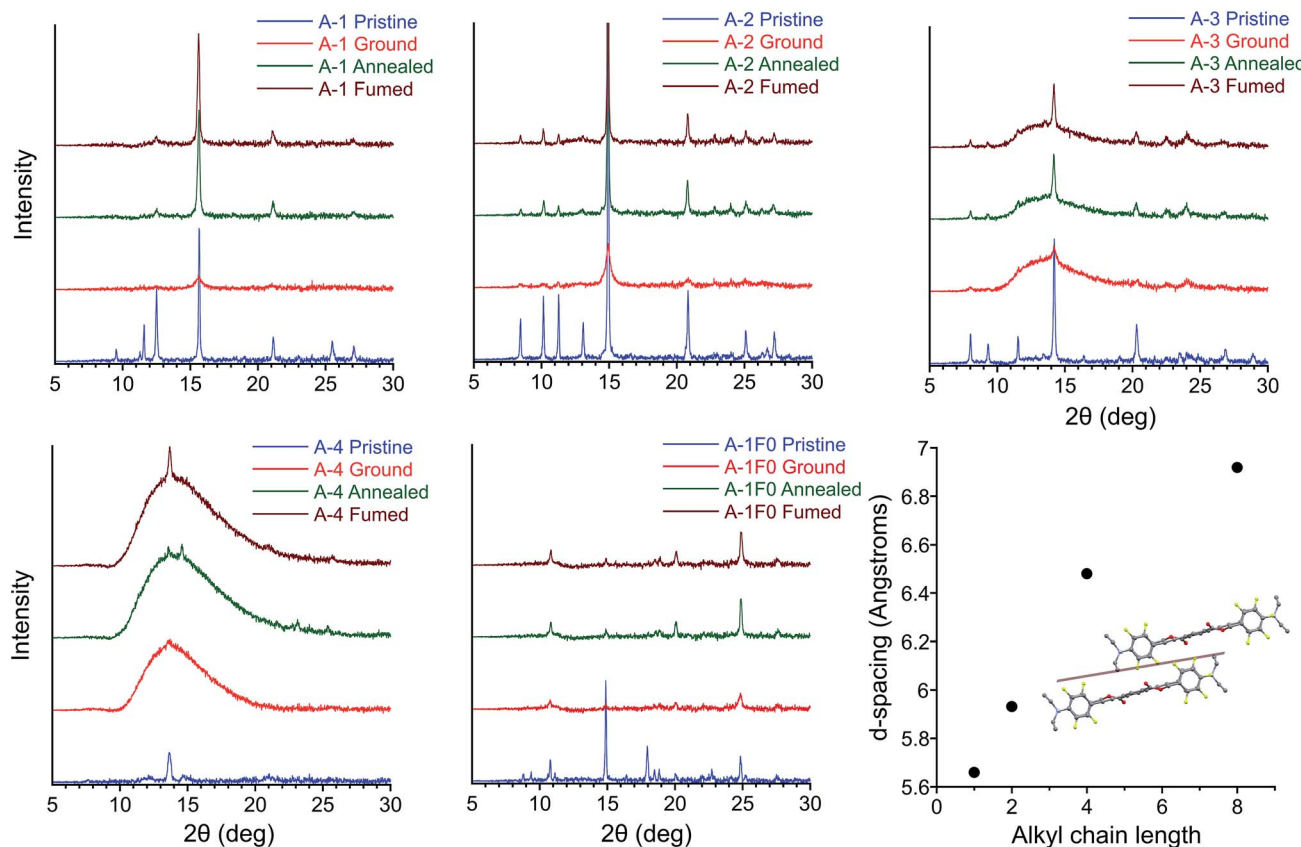 A-1 Pristine
A-1 Ground
A-1 Annealed
A-1 Fumed
Intensity
5 10 15 20 25 30
A-2 Pristine
A-2 Ground
A-2 Annealed
A-2 Fumed
5 10 15 20 25 30
A-3 Pristine
A-3 Ground
A-3 Annealed
A-3 Fumed
5 10 15 20 25 30
2θ (deg)
A-4 Pristine
A-4 Ground
A-4 Annealed
A-4 Fumed
Intensity
5 10 15 20 25 30
2θ (deg)
A-1F0 Pristine
A-1F0 Ground
A-1F0 Annealed
A-1F0 Fumed
5 10 15 20 25 30
2θ (deg)
d-spacing (Angstroms)
7
6.8
6.6
6.4
6.2
6
5.8
5.6
0 2 4 6 8
Alkyl chain length